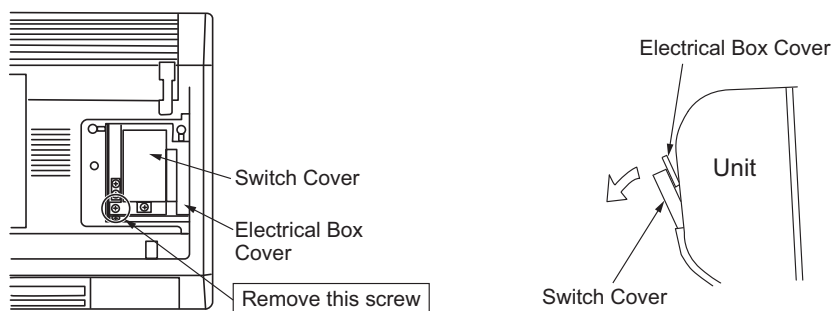 Switch Cover
Electrical Box
Cover
Remove this screw
Electrical Box Cover
Unit
Switch Cover